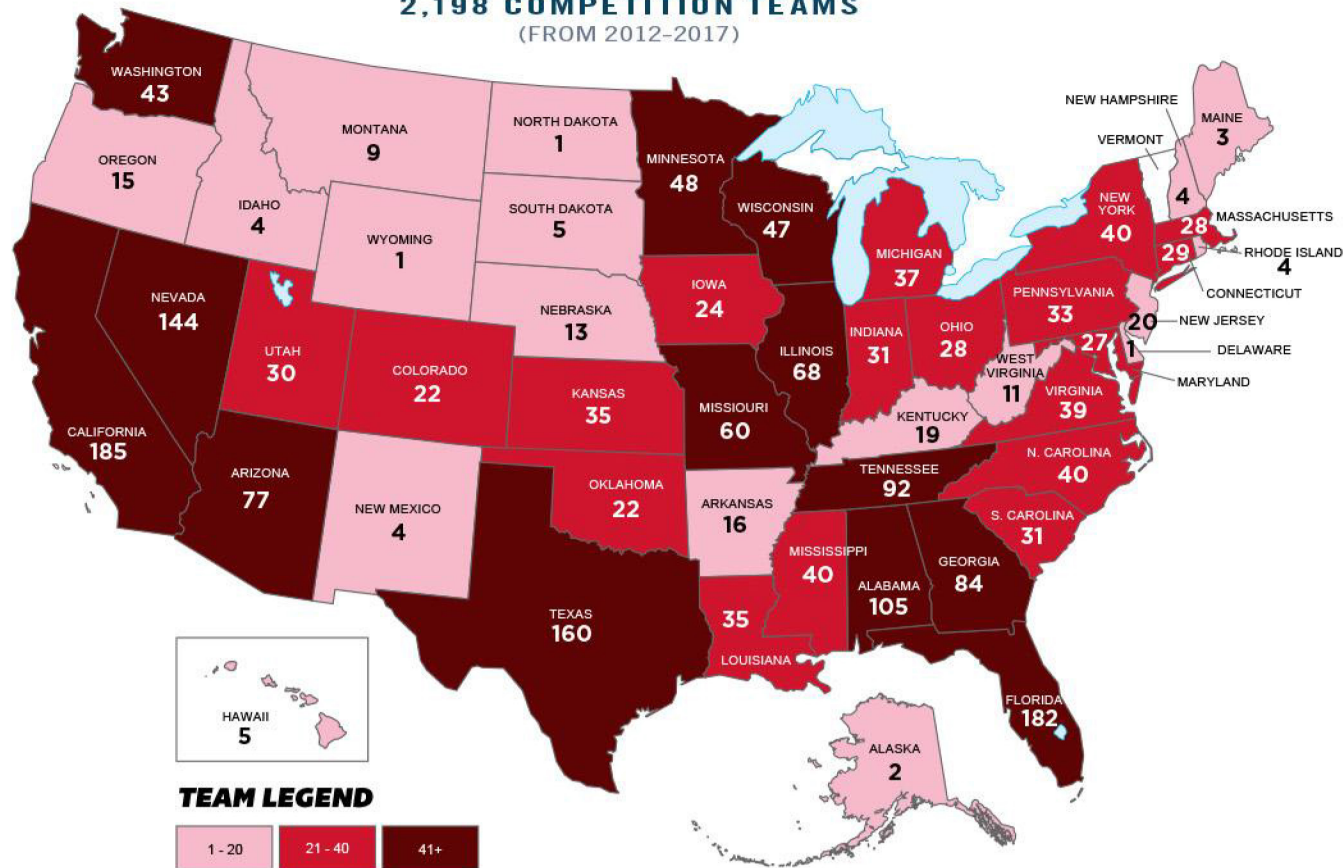 2,198 COMPETITION TEAMS
(FROM 2012-2017)
WASHINGTON
43
OREGON
15
IDAHO
4
MONTANA
9
WYOMING
1
NORTH DAKOTA
1
SOUTH DAKOTA
5
NEBRASKA
13
MINNESOTA
48
WISCONSIN
47
IOWA
24
MICHIGAN
37
CALIFORNIA
185
NEVADA
144
UTAH
30
COLORADO
22
KANSAS
35
MISSOURI
60
ILLINOIS
68
INDIANA
31
OHIO
28
KENTUCKY
19
WEST
VIRGINIA
11
VIRGINIA
39
PENNSYLVANIA
33
NEW
YORK
40
NEW HAMPSHIRE
4
VERMONT
MAINE
3
28
MASSACHUSETTS
RHODE ISLAND
4
29
CONNECTICUT
20
NEW JERSEY
1
DELAWARE
27
MARYLAND
ARIZONA
77
NEW MEXICO
4
TEXAS
160
OKLAHOMA
22
ARKANSAS
16
35
LOUISIANA
MISSISSIPPI
40
TENNESSEE
92
ALABAMA
105
GEORGIA
84
N. CAROLINA
40
S. CAROLINA
31
FLORIDA
182
HAWAII
5
ALASKA
2
TEAM LEGEND
1 - 20
21 - 40
41+